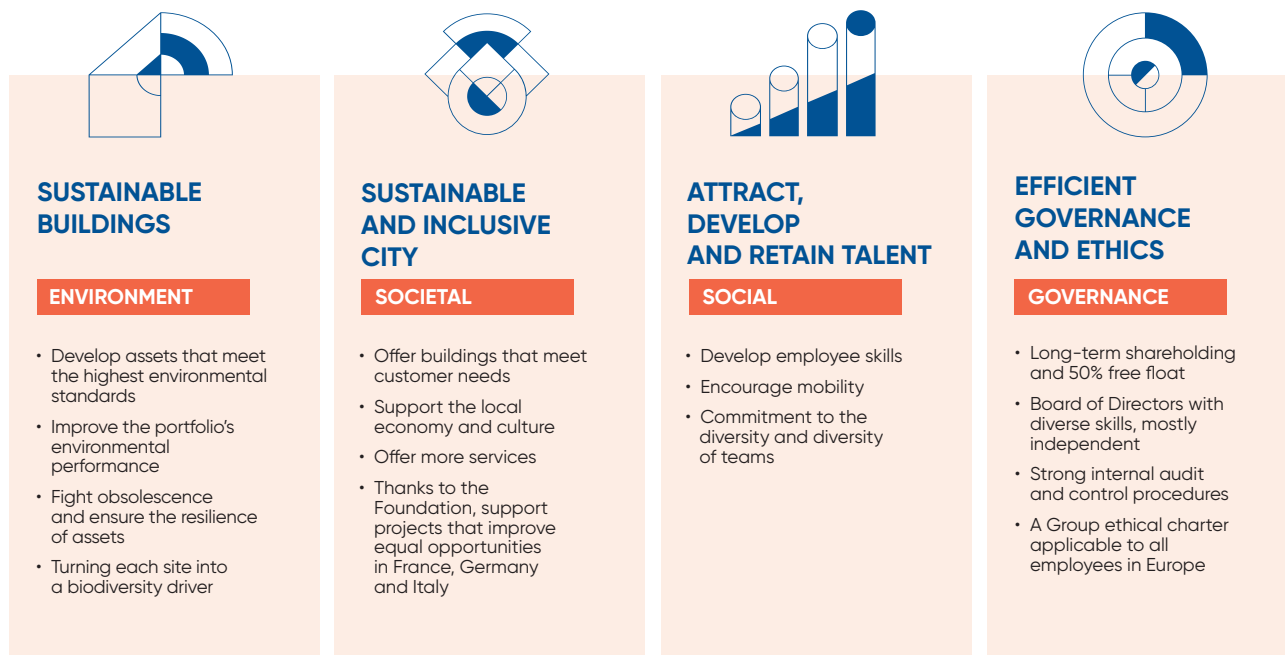 SUSTAINABLE
BUILDINGS
ENVIRONMENT
• Develop assets that meet
the highest environmental
standards
• Improve the portfolio's
environmental
performance
• Fight obsolescence
and ensure the resilience
of assets
• Turning each site into
a biodiversity driver
SUSTAINABLE
AND INCLUSIVE
CITY
SOCIETAL
• Offer buildings that meet
customer needs
• Support the local
economy and culture
• Offer more services
• Thanks to the
Foundation, support
projects that improve
equal opportunities
in France, Germany
and Italy
ATTRACT,
DEVELOP
AND RETAIN TALENT
SOCIAL
• Develop employee skills
• Encourage mobility
• Commitment to the
diversity and diversity
of teams
EFFICIENT
GOVERNANCE
AND ETHICS
GOVERNANCE
• Long-term shareholding
and 50% free float
• Board of Directors with
diverse skills, mostly
independent
• Strong internal audit
and control procedures
• A Group ethical charter
applicable to all
employees in Europe